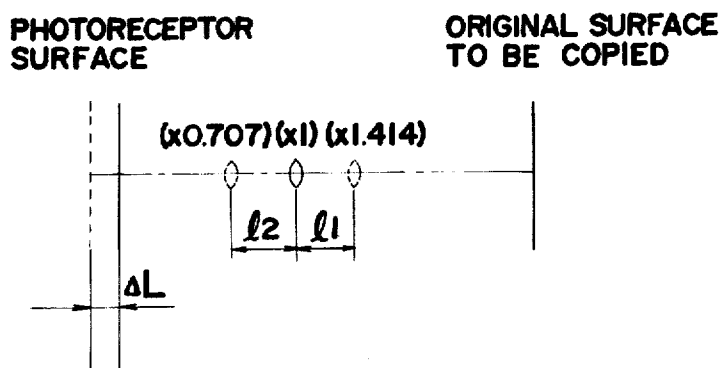 PHOTORECEPTOR
SURFACE
ORIGINAL SURFACE
TO BE COPIED
(x0.707) (x1) (x1.414)
ℓ2 ℓ1
ΔL